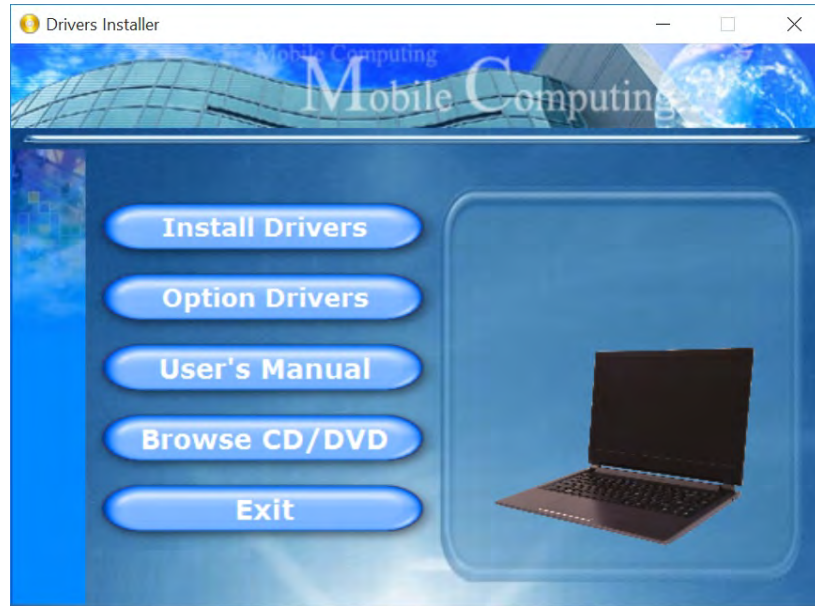 Drivers Installer
Mobile Computing
Mobile Computing
Install Drivers
Option Drivers
User's Manual
Browse CD/DVD
Exit